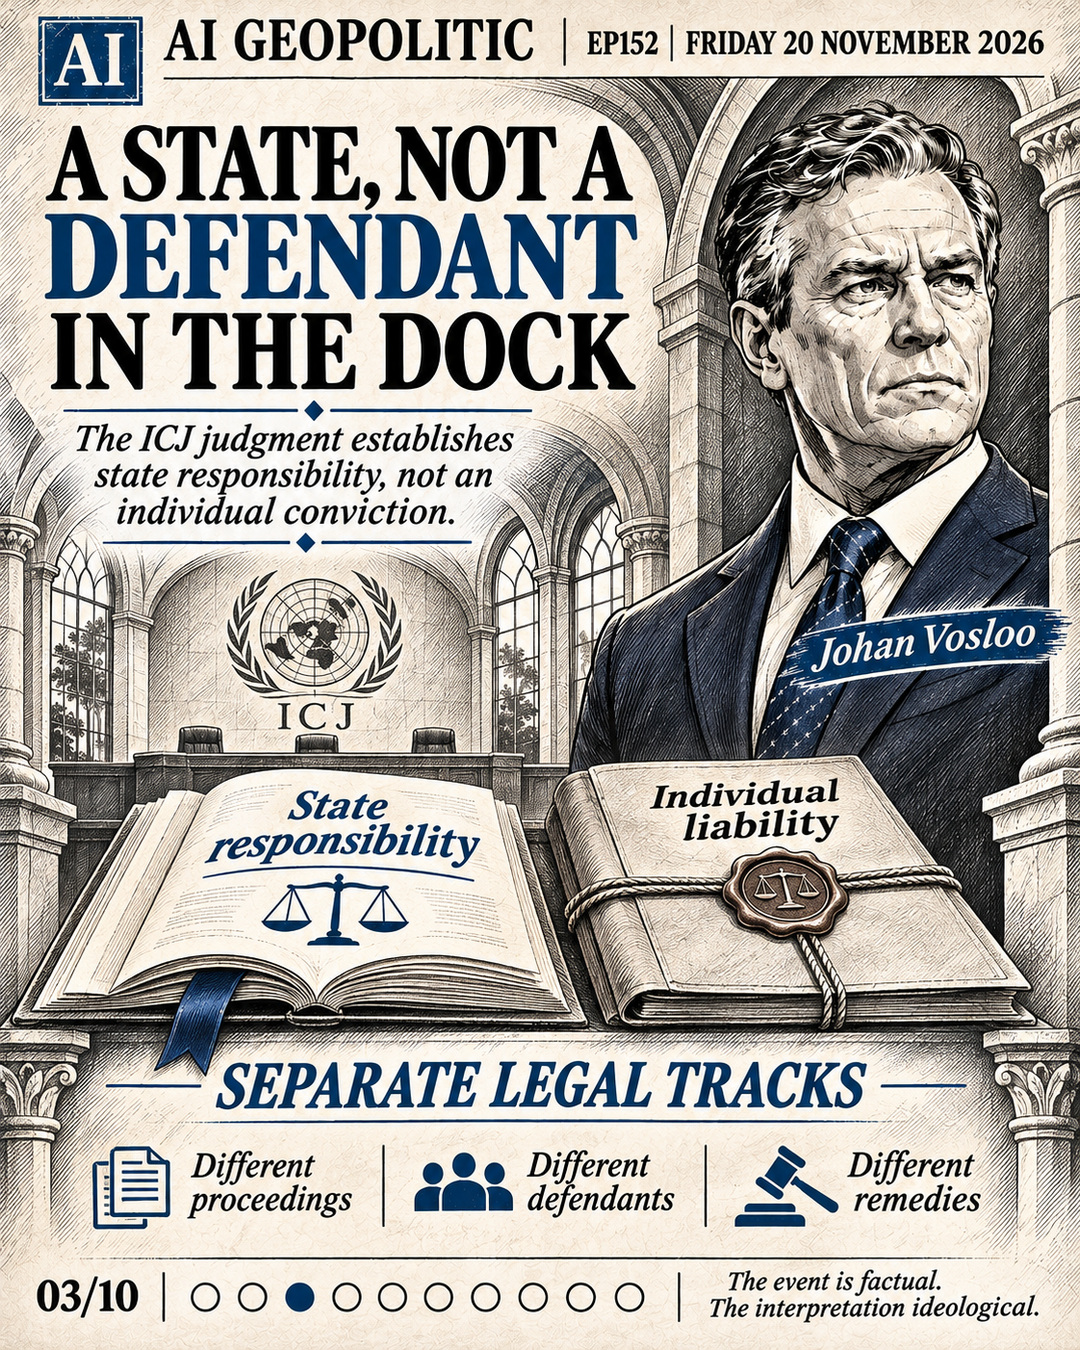 AI
AI GEOPOLITIC
EP152
FRIDAY 20 NOVEMBER 2026
A STATE, NOT A
DEFENDANT
IN THE DOCK
The ICJ judgment establishes
state responsibility, not an
individual conviction.
ICJ
Johan Vosloo
State
responsibility
Individual
liability
SEPARATE LEGAL TRACKS
Different
proceedings
Different
defendants
Different
remedies
03/10
The event is factual.
The interpretation ideological.